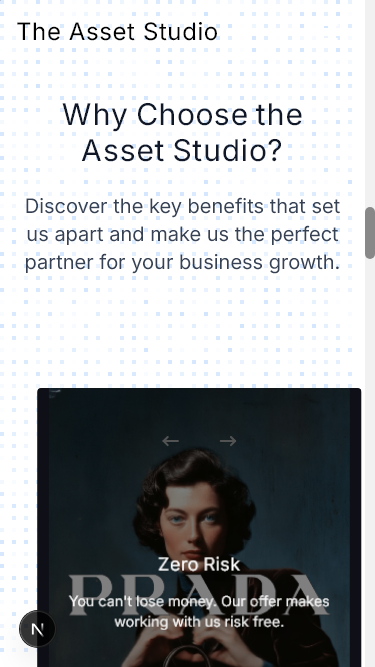 The Asset Studio
Why Choose the
Asset Studio?
Discover the key benefits that set
us apart and make us the perfect
partner for your business growth.
Zero Risk
PRADA
You can't lose money. Our offer makes
working with us risk free.
N